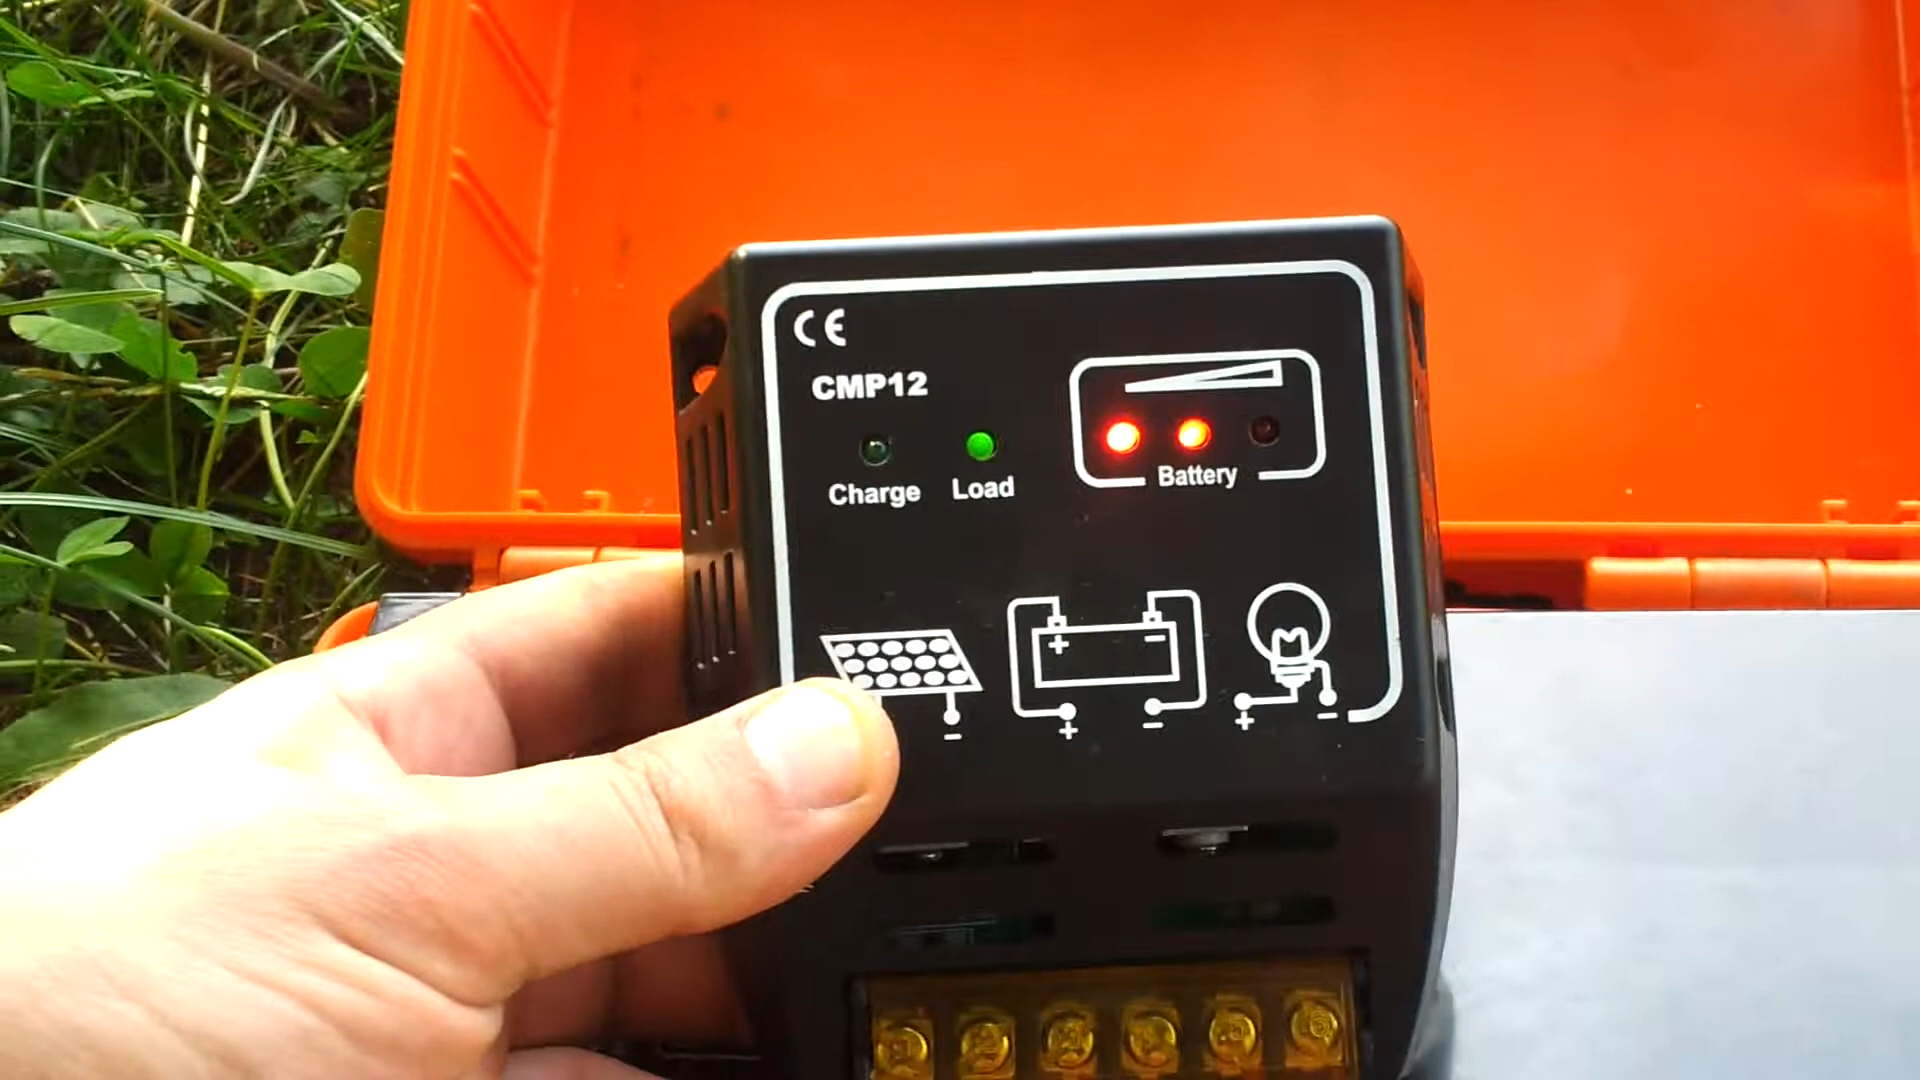 CE
CMP12
Charge Load
Battery
+ −
− + − + −